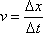 v = Δx/Δt